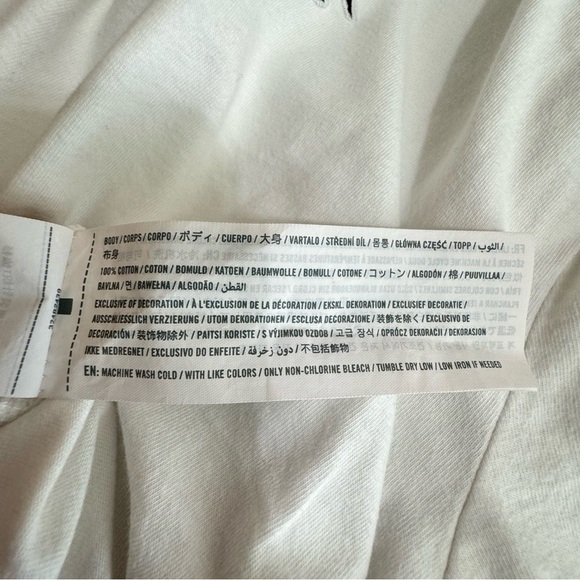 BODY / CORPS / CORPO / ボディ / CUERPO / 大身 / VARTALO / STŘEDNÍ DÍL / 몸통 / GŁÓWNA CZĘŚĆ / TOPP / الثوب /
布身
100% COTTON / COTON / BOMULD / KATOEN / BAUMWOLLE / BOMULL / COTONE / コットン / ALGODÓN / 棉 / PUUVILLAA /
BAVLNA / 면 / BAWEŁNA / ALGODÃO / القطن
EXCLUSIVE OF DECORATION / À L'EXCLUSION DE LA DÉCORATION / EKSKL. DEKORATION / EXCLUSIEF DECORATIE /
AUSSCHLIESSLICH VERZIERUNG / UTOM DEKORATIONEN / ESCLUSA DECORAZIONE / 装飾を除く / EXCLUSIVO DE
DECORACIÓN / 装饰物除外 / PAITSI KORISTE / S VÝJIMKOU OZDOB / 고급 장식 / OPRÓCZ DEKORACJI / DEKORASJON
IKKE MEDREGNET / EXCLUSIVO DO ENFEITE / دون زخرفة / 不包括飾物
EN: MACHINE WASH COLD / WITH LIKE COLORS / ONLY NON-CHLORINE BLEACH / TUMBLE DRY LOW / LOW IRON IF NEEDED